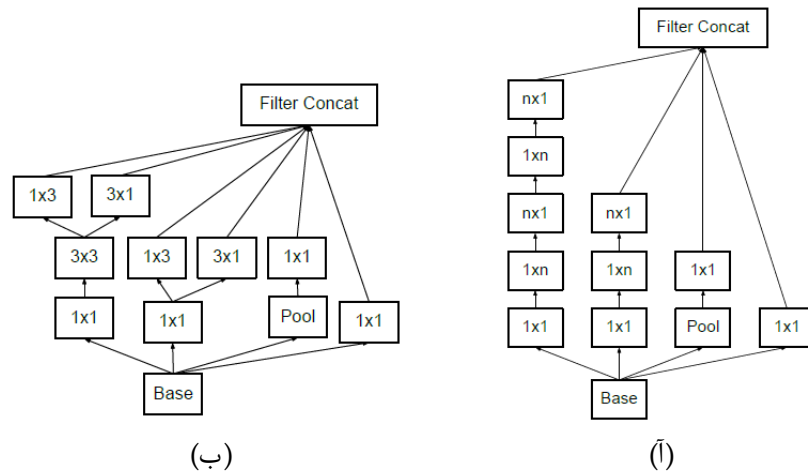 Filter Concat
1x3
3x1
3x3
1x3
3x1
1x1
1x1
1x1
Pool
1x1
Base
(ب)
Filter Concat
nx1
1xn
nx1
nx1
1xn
1xn
1x1
1x1
1x1
Pool
1x1
Base
(آ)